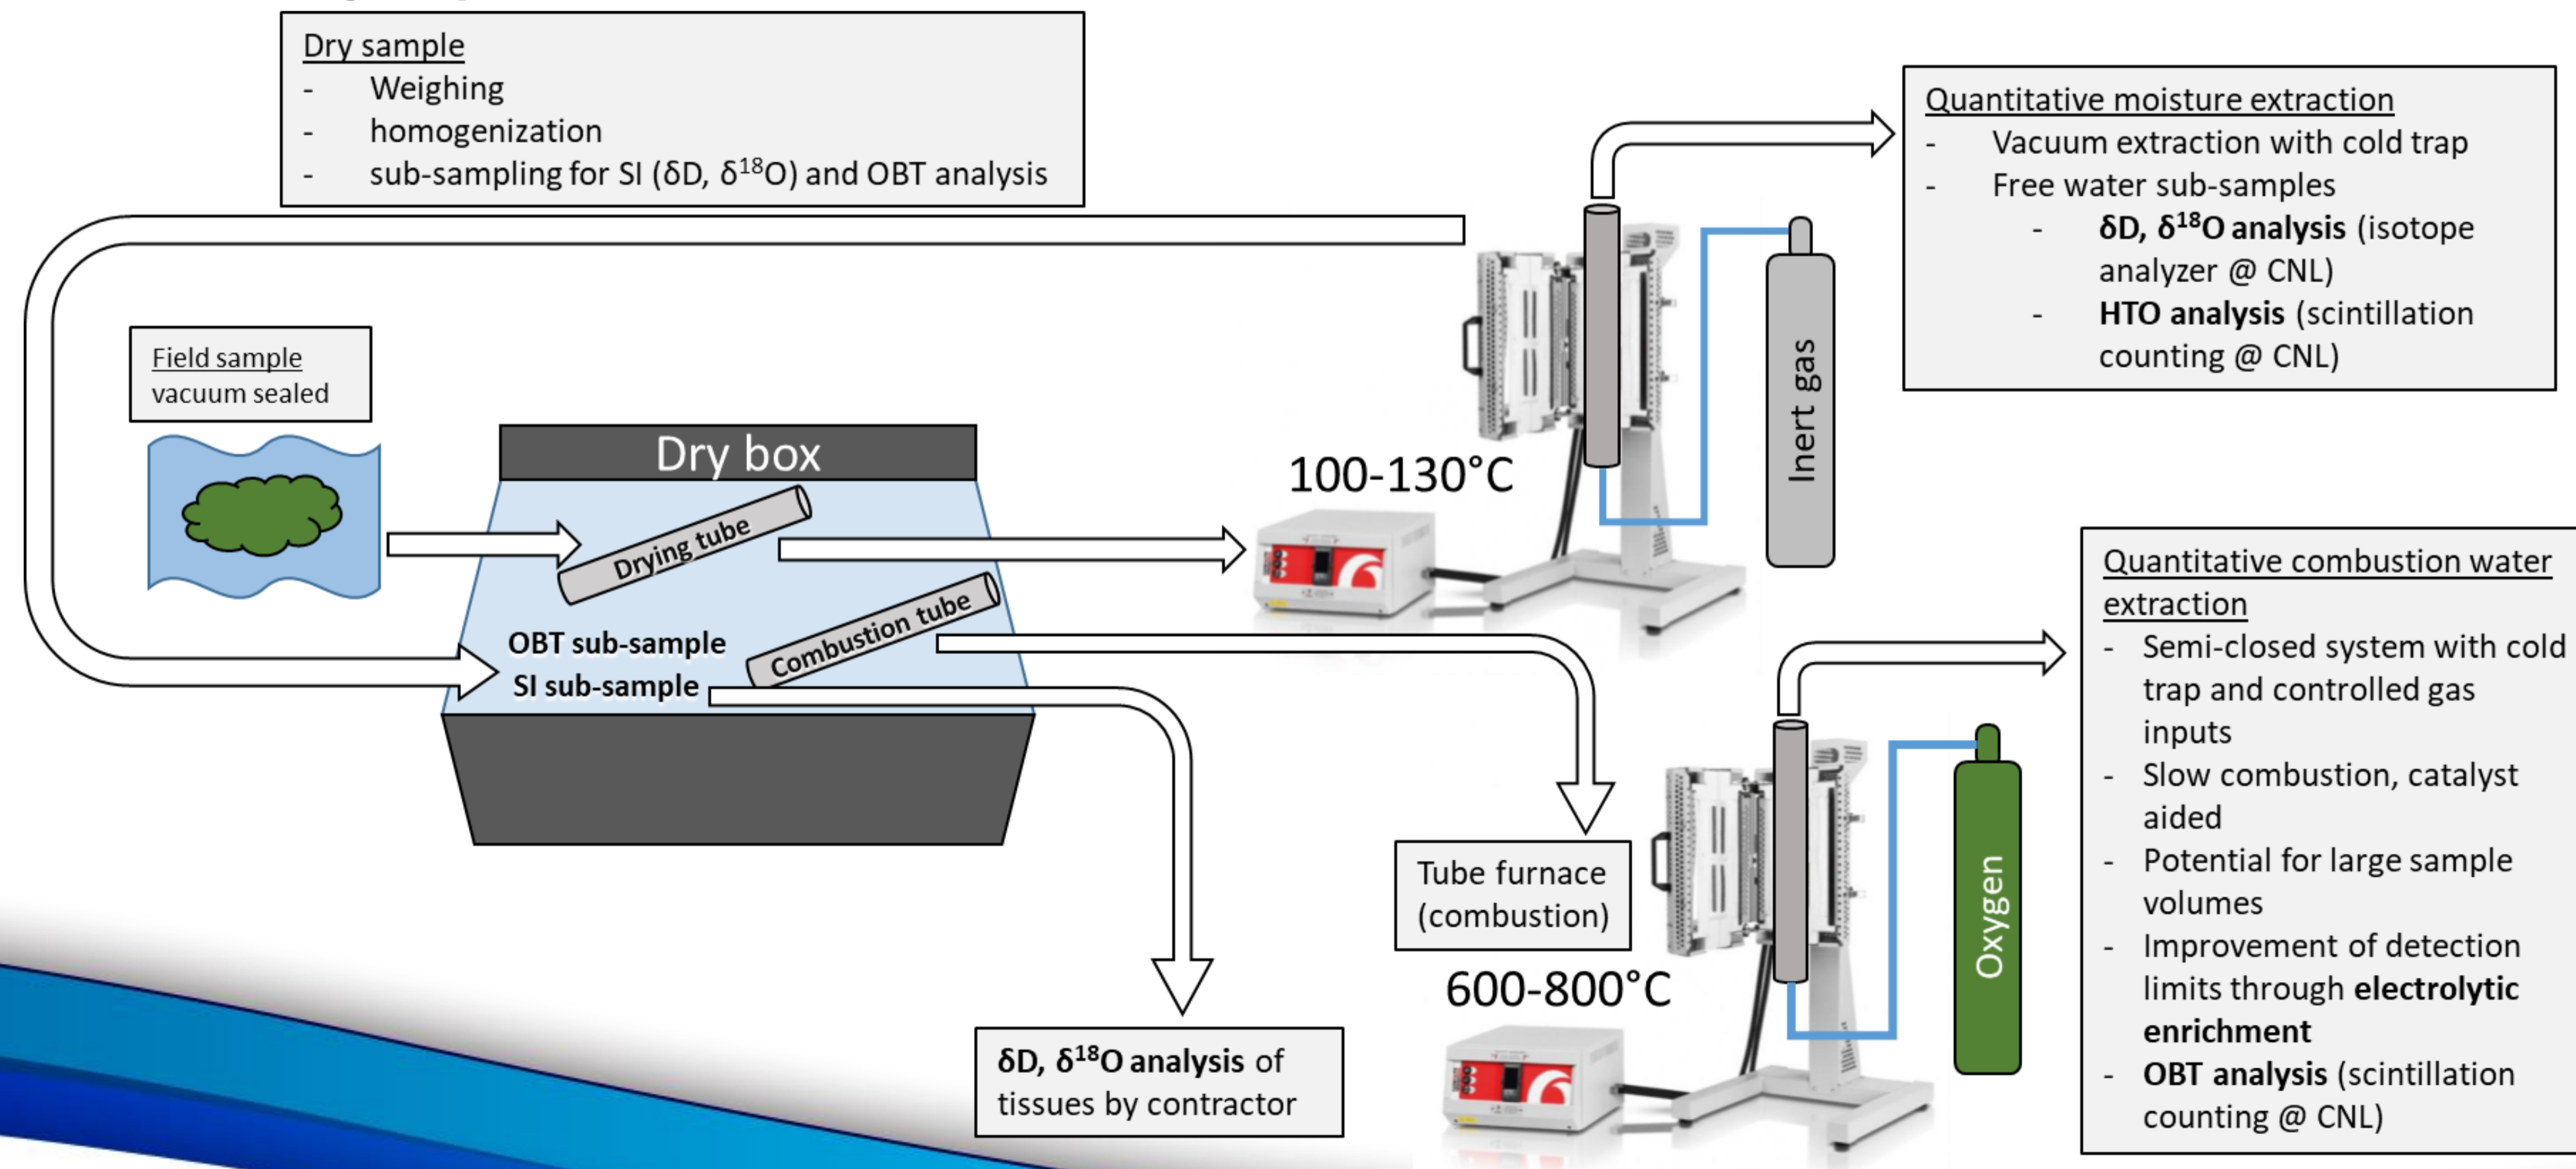 Dry sample
- Weighing
- homogenization
- sub-sampling for SI (δD, δ¹⁸O) and OBT analysis
Quantitative moisture extraction
- Vacuum extraction with cold trap
- Free water sub-samples
- δD, δ¹⁸O analysis (isotope
analyzer @ CNL)
- HTO analysis (scintillation
counting @ CNL)
Field sample
vacuum sealed
Dry box
Drying tube
Combustion tube
OBT sub-sample
SI sub-sample
100-130°C
Inert gas
Quantitative combustion water
extraction
- Semi-closed system with cold
trap and controlled gas
inputs
- Slow combustion, catalyst
aided
- Potential for large sample
volumes
- Improvement of detection
limits through electrolytic
enrichment
- OBT analysis (scintillation
counting @ CNL)
Tube furnace
(combustion)
600-800°C
Oxygen
δD, δ¹⁸O analysis of
tissues by contractor